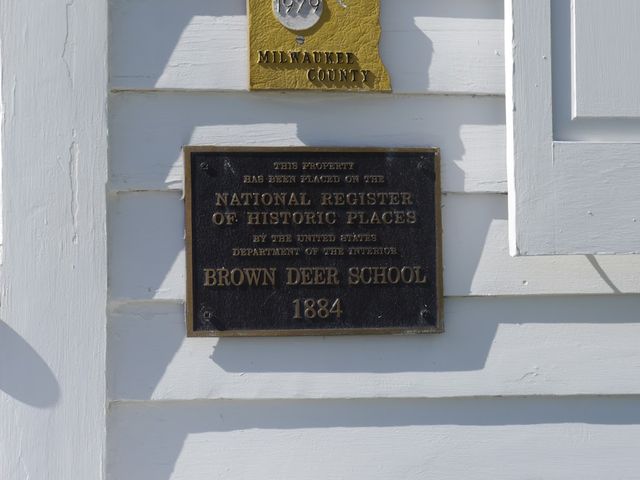 1979
MILWAUKEE
COUNTY
THIS PROPERTY
HAS BEEN PLACED ON THE
NATIONAL REGISTER
OF HISTORIC PLACES
BY THE UNITED STATES
DEPARTMENT OF THE INTERIOR
BROWN DEER SCHOOL
1884